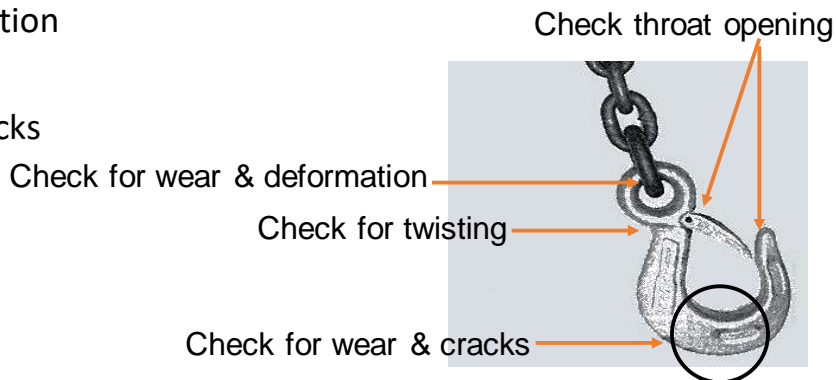 Check throat opening
Check for wear & deformation
Check for twisting
Check for wear & cracks